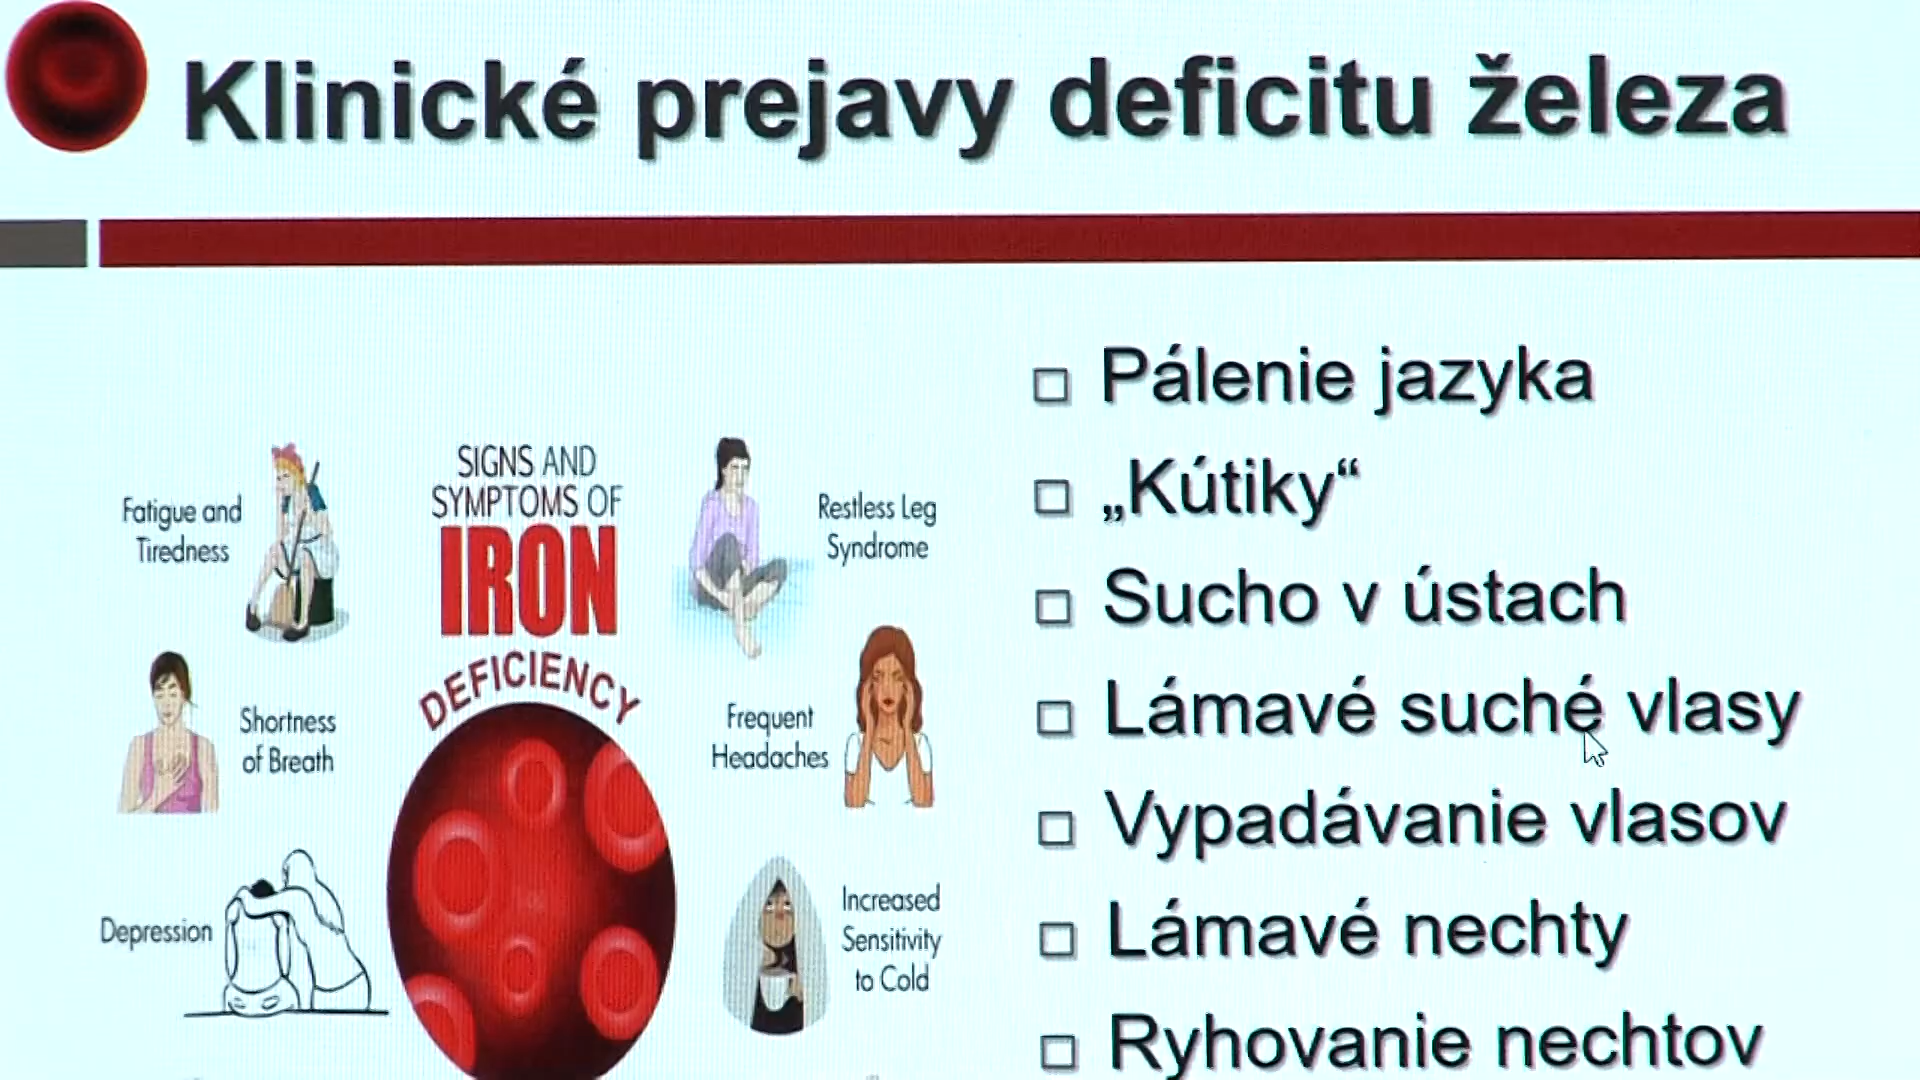 Klinické prejavy deficitu železa
Fatigue and
Tiredness
SIGNS AND
SYMPTOMS OF
IRON
DEFICIENCY
Restless Leg
Syndrome
Shortness
of Breath
Frequent
Headaches
Depression
Increased
Sensitivity
to Cold
Pálenie jazyka
„Kútiky“
Sucho v ústach
Lámavé suché vlasy
Vypadávanie vlasov
Lámavé nechty
Ryhovanie nechtov